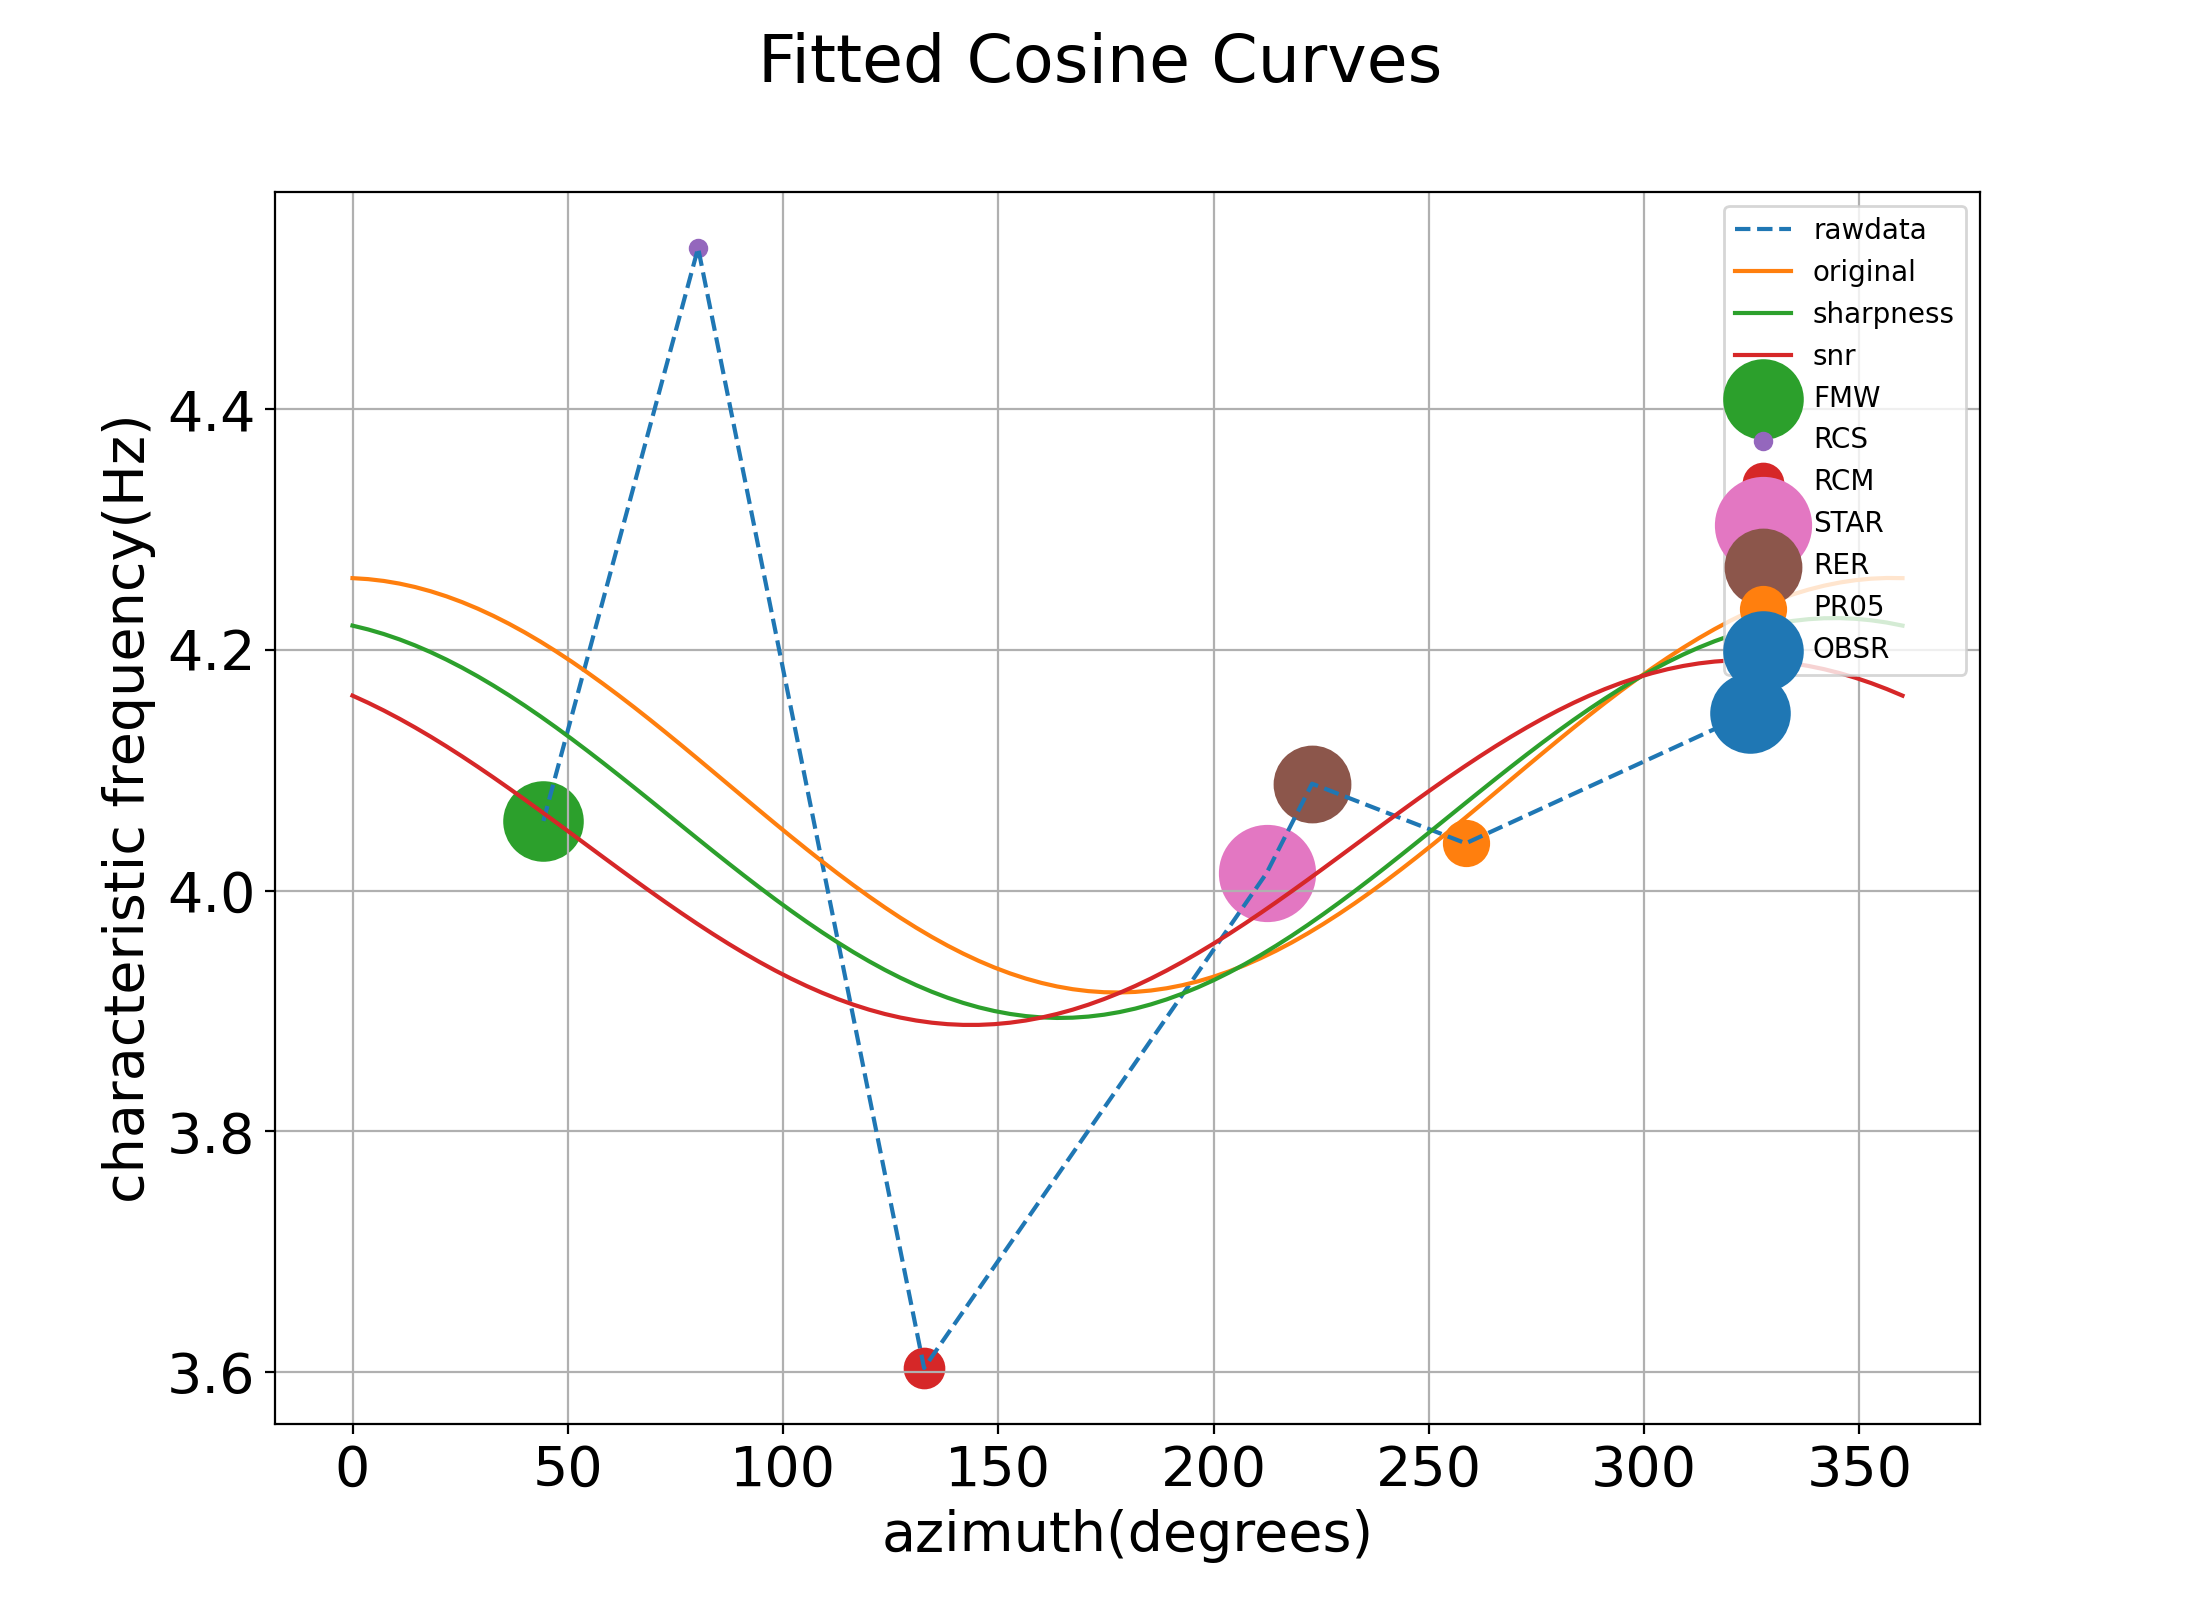 Fitted Cosine Curves
rawdata
original
sharpness
snr
FMW
RCS
RCM
STAR
RER
PR05
OBSR
characteristic frequency(Hz)
4.4
4.2
4.0
3.8
3.6
0 50 100 150 200 250 300 350
azimuth(degrees)